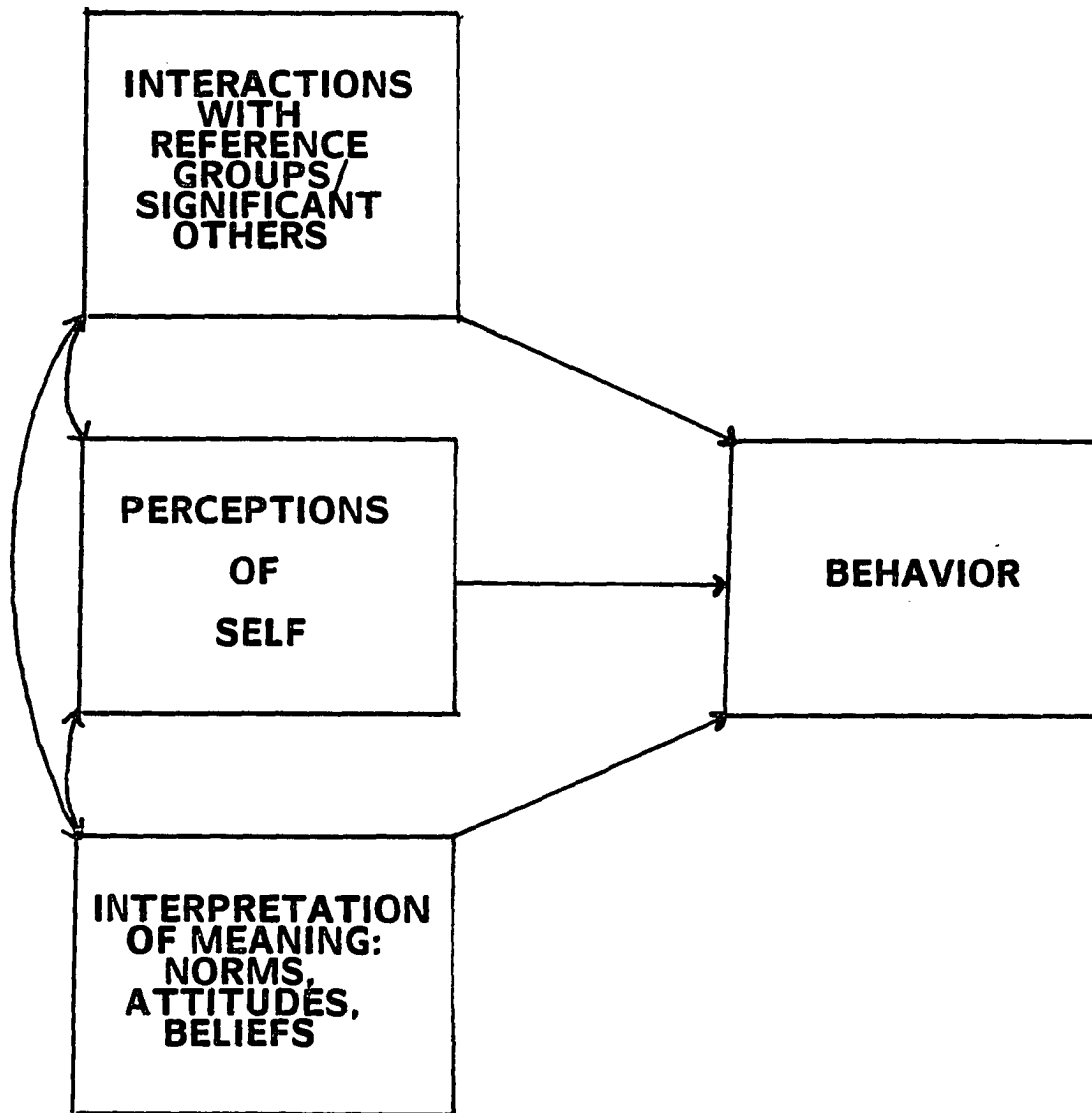 INTERACTIONS
WITH
REFERENCE
GROUPS/
SIGNIFICANT
OTHERS
PERCEPTIONS
OF
SELF
BEHAVIOR
INTERPRETATION
OF MEANING:
NORMS,
ATTITUDES,
BELIEFS